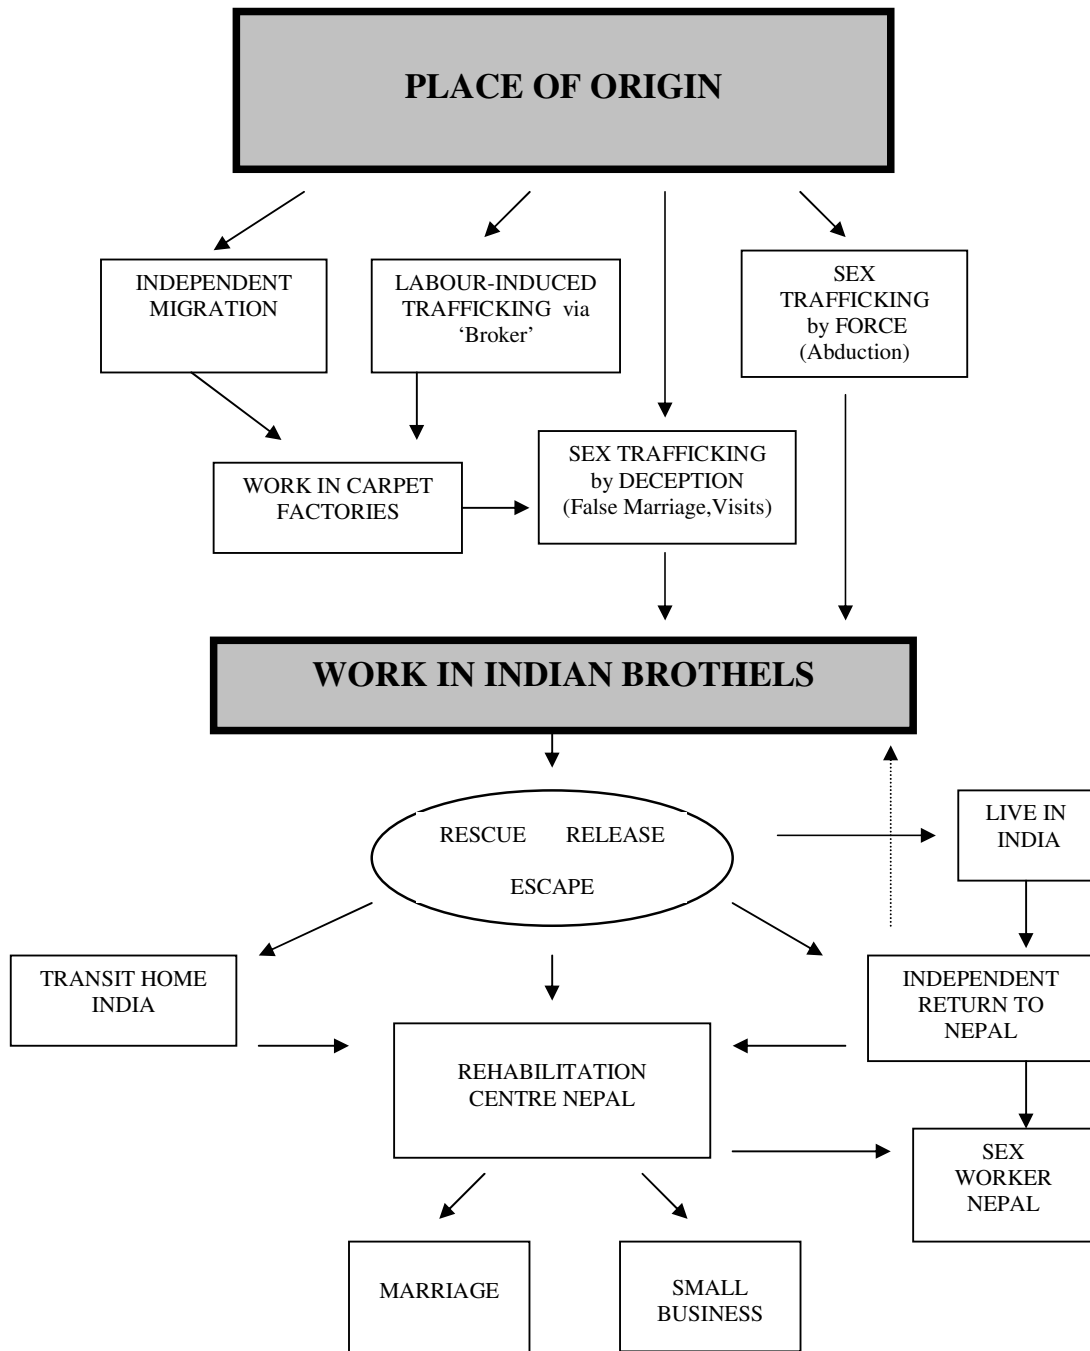 PLACE OF ORIGIN
INDEPENDENT
MIGRATION
LABOUR-INDUCED
TRAFFICKING via
‘Broker’
SEX
TRAFFICKING
by FORCE
(Abduction)
WORK IN CARPET
FACTORIES
SEX TRAFFICKING
by DECEPTION
(False Marriage,Visits)
WORK IN INDIAN BROTHELS
RESCUE RELEASE
ESCAPE
LIVE IN
INDIA
TRANSIT HOME
INDIA
INDEPENDENT
RETURN TO
NEPAL
REHABILITATION
CENTRE NEPAL
SEX
WORKER
NEPAL
MARRIAGE
SMALL
BUSINESS